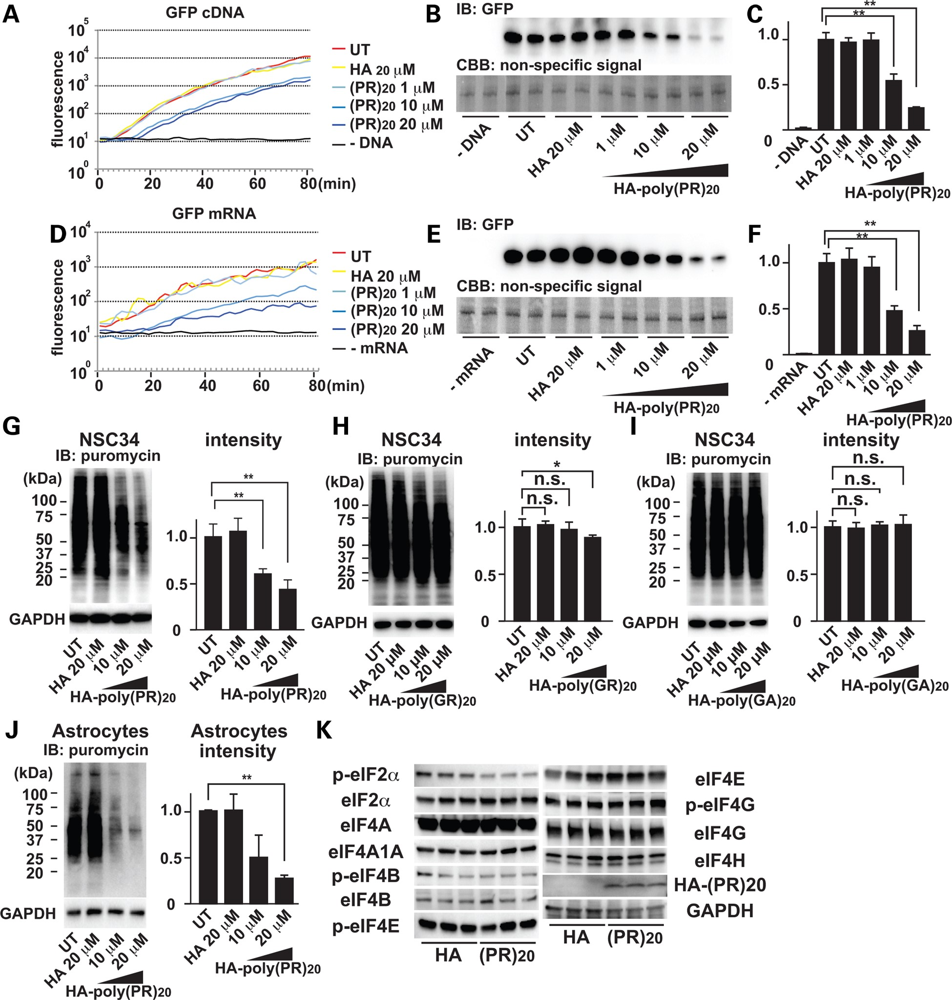 A
GFP cDNA
fluorescence
10^5
10^4
10^3
10^2
10^1
10^0
0 20 40 60 80 (min)
UT
HA 20 μM
(PR)20 1 μM
(PR)20 10 μM
(PR)20 20 μM
- DNA
B
IB: GFP
CBB: non-specific signal
- DNA UT HA 20 μM 1 μM 10 μM 20 μM
HA-poly(PR)20
C
** 
**
1.0
0.5
0
- DNA UT HA 20 μM 1 μM 10 μM 20 μM
HA-poly(PR)20
D
GFP mRNA
fluorescence
10^4
10^3
10^2
10^1
10^0
0 20 40 60 80 (min)
UT
HA 20 μM
(PR)20 1 μM
(PR)20 10 μM
(PR)20 20 μM
- mRNA
E
IB: GFP
CBB: non-specific signal
- mRNA UT HA 20 μM 1 μM 10 μM 20 μM
HA-poly(PR)20
F
**
**
1.0
0.5
0
- mRNA UT HA 20 μM 1 μM 10 μM 20 μM
HA-poly(PR)20
G
NSC34
IB: puromycin
(kDa)
100
75
50
37
25
20
GAPDH
UT HA 20 μM 10 μM 20 μM
HA-poly(PR)20
intensity
**
**
1.0
0.5
0
UT HA 20 μM 10 μM 20 μM
HA-poly(PR)20
H
NSC34
IB: puromycin
(kDa)
100
75
50
37
25
20
GAPDH
UT HA 20 μM 10 μM 20 μM
HA-poly(GR)20
intensity
*
n.s.
n.s.
1.0
0.5
0
UT HA 20 μM 10 μM 20 μM
HA-poly(GR)20
I
NSC34
IB: puromycin
(kDa)
100
75
50
37
25
20
GAPDH
UT HA 20 μM 10 μM 20 μM
HA-poly(GA)20
intensity
n.s.
n.s.
n.s.
1.0
0.5
0
UT HA 20 μM 10 μM 20 μM
HA-poly(GA)20
J
Astrocytes
IB: puromycin
(kDa)
100
75
50
37
25
20
GAPDH
UT HA 20 μM 10 μM 20 μM
HA-poly(PR)20
Astrocytes
intensity
**
1.0
0.5
0
UT HA 20 μM 10 μM 20 μM
HA-poly(PR)20
K
p-eIF2α
eIF2α
eIF4A
eIF4A1A
p-eIF4B
eIF4B
p-eIF4E
HA (PR)20
eIF4E
p-eIF4G
eIF4G
eIF4H
HA-(PR)20
GAPDH
HA (PR)20